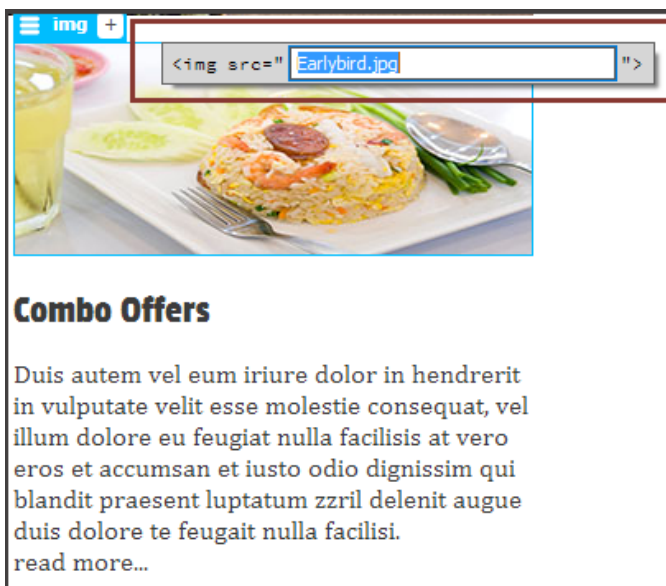 img +
<img src="Earlybird.jpg">
Combo Offers
Duis autem vel eum iriure dolor in hendrerit
in vulputate velit esse molestie consequat, vel
illum dolore eu feugiat nulla facilisis at vero
eros et accumsan et iusto odio dignissim qui
blandit praesent luptatum zzril delenit augue
duis dolore te feugait nulla facilisi.
read more...